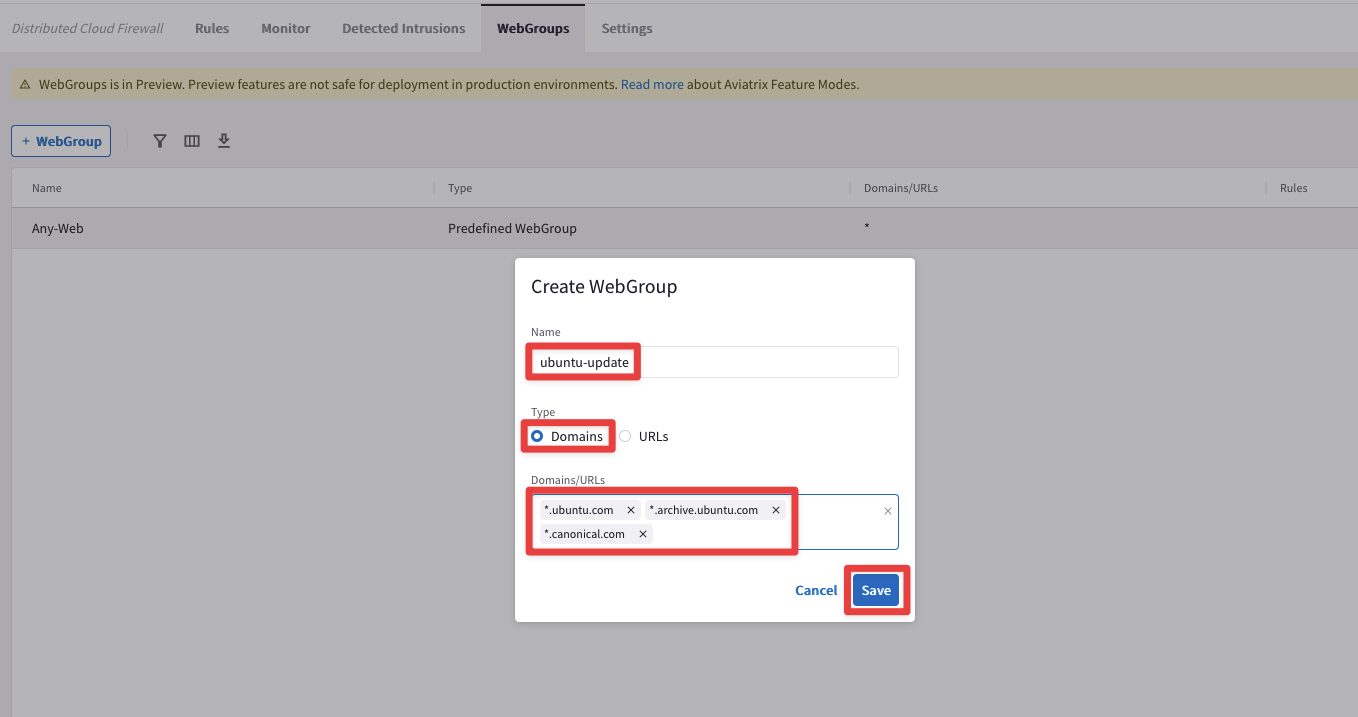 Distributed Cloud Firewall Rules Monitor Detected Intrusions WebGroups Settings
WebGroups is in Preview. Preview features are not safe for deployment in production environments. Read more about Aviatrix Feature Modes.
+ WebGroup
Name Type Domains/URLs Rules
Any-Web Predefined WebGroup *
Create WebGroup
Name
ubuntu-update
Type
Domains URLs
Domains/URLs
*.ubuntu.com × *.archive.ubuntu.com ×
*.canonical.com ×
Cancel Save